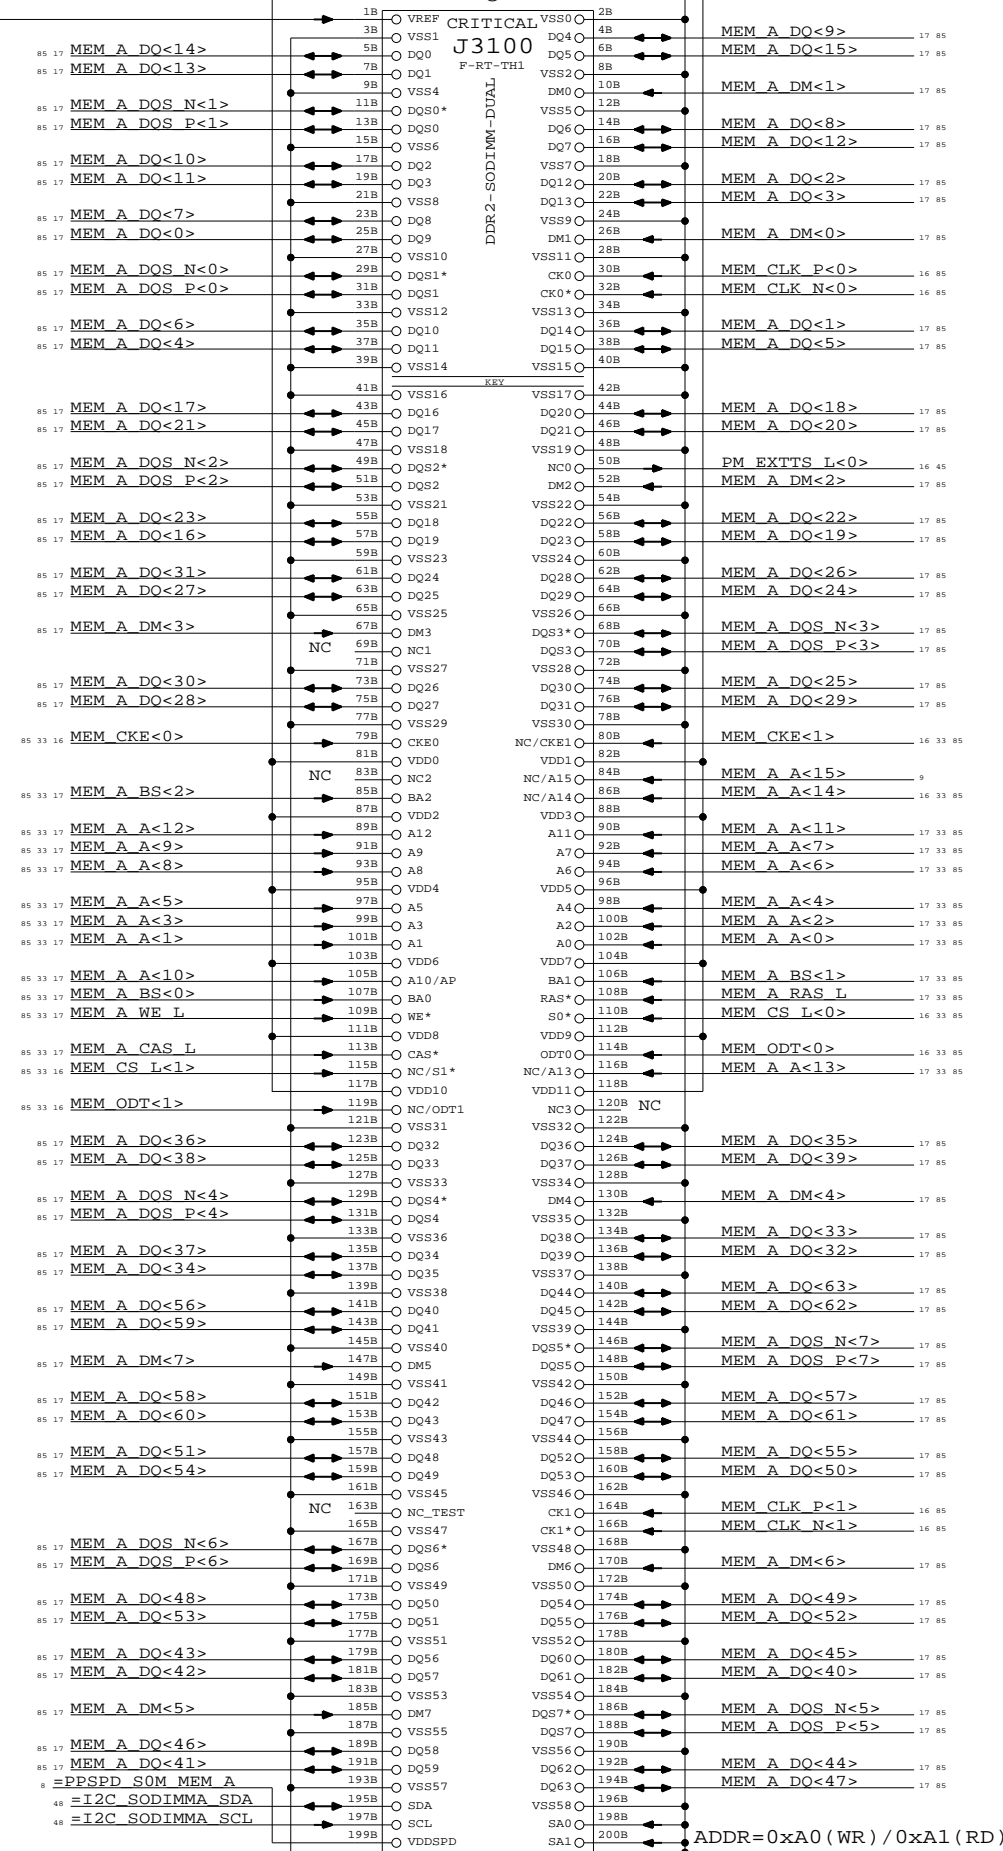 1B VREF CRITICAL VSS0 2B
3B VSS1 J3100 DQ4 4B MEM_A_DQ<9> 17 85
85 17 MEM_A_DQ<14> 5B DQ0 DQ5 6B MEM_A_DQ<15> 17 85
85 17 MEM_A_DQ<13> 7B DQ1 F-RT-TH1 VSS2 8B
9B VSS4 DM0 10B MEM_A_DM<1> 17 85
DDR2-SODIMM-DUAL
85 17 MEM_A_DQS_N<1> 11B DQS0* VSS5 12B
85 17 MEM_A_DQS_P<1> 13B DQS0 DQ6 14B MEM_A_DQ<8> 17 85
15B VSS6 DQ7 16B MEM_A_DQ<12> 17 85
85 17 MEM_A_DQ<10> 17B DQ2 VSS7 18B
85 17 MEM_A_DQ<11> 19B DQ3 DQ12 20B MEM_A_DQ<2> 17 85
21B VSS8 DQ13 22B MEM_A_DQ<3> 17 85
85 17 MEM_A_DQ<7> 23B DQ8 VSS9 24B
85 17 MEM_A_DQ<0> 25B DQ9 DM1 26B MEM_A_DM<0> 17 85
27B VSS10 VSS11 28B
85 17 MEM_A_DQS_N<0> 29B DQS1* CK0 30B MEM_CLK_P<0> 16 85
85 17 MEM_A_DQS_P<0> 31B DQS1 CK0* 32B MEM_CLK_N<0> 16 85
33B VSS12 VSS13 34B
85 17 MEM_A_DQ<6> 35B DQ10 DQ14 36B MEM_A_DQ<1> 17 85
85 17 MEM_A_DQ<4> 37B DQ11 DQ15 38B MEM_A_DQ<5> 17 85
39B VSS14 VSS15 40B
KEY
41B VSS16 VSS17 42B
85 17 MEM_A_DQ<17> 43B DQ16 DQ20 44B MEM_A_DQ<18> 17 85
85 17 MEM_A_DQ<21> 45B DQ17 DQ21 46B MEM_A_DQ<20> 17 85
47B VSS18 VSS19 48B
85 17 MEM_A_DQS_N<2> 49B DQS2* NC0 50B PM_EXTTS_L<0> 16 45
85 17 MEM_A_DQS_P<2> 51B DQS2 DM2 52B MEM_A_DM<2> 17 85
53B VSS21 VSS22 54B
85 17 MEM_A_DQ<23> 55B DQ18 DQ22 56B MEM_A_DQ<22> 17 85
85 17 MEM_A_DQ<16> 57B DQ19 DQ23 58B MEM_A_DQ<19> 17 85
59B VSS23 VSS24 60B
85 17 MEM_A_DQ<31> 61B DQ24 DQ28 62B MEM_A_DQ<26> 17 85
85 17 MEM_A_DQ<27> 63B DQ25 DQ29 64B MEM_A_DQ<24> 17 85
65B VSS25 VSS26 66B
85 17 MEM_A_DM<3> 67B DM3 DQS3* 68B MEM_A_DQS_N<3> 17 85
NC 69B NC1 DQS3 70B MEM_A_DQS_P<3> 17 85
71B VSS27 VSS28 72B
85 17 MEM_A_DQ<30> 73B DQ26 DQ30 74B MEM_A_DQ<25> 17 85
85 17 MEM_A_DQ<28> 75B DQ27 DQ31 76B MEM_A_DQ<29> 17 85
77B VSS29 VSS30 78B
85 33 16 MEM_CKE<0> 79B CKE0 NC/CKE1 80B MEM_CKE<1> 16 33 85
81B VDD0 VDD1 82B
NC 83B NC2 NC/A15 84B MEM_A_A<15> 9
85 33 17 MEM_A_BS<2> 85B BA2 NC/A14 86B MEM_A_A<14> 16 33 85
87B VDD2 VDD3 88B
85 33 17 MEM_A_A<12> 89B A12 A11 90B MEM_A_A<11> 17 33 85
85 33 17 MEM_A_A<9> 91B A9 A7 92B MEM_A_A<7> 17 33 85
85 33 17 MEM_A_A<8> 93B A8 A6 94B MEM_A_A<6> 17 33 85
95B VDD4 VDD5 96B
85 33 17 MEM_A_A<5> 97B A5 A4 98B MEM_A_A<4> 17 33 85
85 33 17 MEM_A_A<3> 99B A3 A2 100B MEM_A_A<2> 17 33 85
85 33 17 MEM_A_A<1> 101B A1 A0 102B MEM_A_A<0> 17 33 85
103B VDD6 VDD7 104B
85 33 17 MEM_A_A<10> 105B A10/AP BA1 106B MEM_A_BS<1> 17 33 85
85 33 17 MEM_A_BS<0> 107B BA0 RAS* 108B MEM_A_RAS_L 17 33 85
85 33 17 MEM_A_WE_L 109B WE* S0* 110B MEM_CS_L<0> 16 33 85
111B VDD8 VDD9 112B
85 33 17 MEM_A_CAS_L 113B CAS* ODT0 114B MEM_ODT<0> 16 33 85
85 33 16 MEM_CS_L<1> 115B NC/S1* NC/A13 116B MEM_A_A<13> 17 33 85
117B VDD10 VDD11 118B
85 33 16 MEM_ODT<1> 119B NC/ODT1 NC3 120B NC
121B VSS31 VSS32 122B
85 17 MEM_A_DQ<36> 123B DQ32 DQ36 124B MEM_A_DQ<35> 17 85
85 17 MEM_A_DQ<38> 125B DQ33 DQ37 126B MEM_A_DQ<39> 17 85
127B VSS33 VSS34 128B
85 17 MEM_A_DQS_N<4> 129B DQS4* DM4 130B MEM_A_DM<4> 17 85
85 17 MEM_A_DQS_P<4> 131B DQS4 VSS35 132B
133B VSS36 DQ38 134B MEM_A_DQ<33> 17 85
85 17 MEM_A_DQ<37> 135B DQ34 DQ39 136B MEM_A_DQ<32> 17 85
85 17 MEM_A_DQ<34> 137B DQ35 VSS37 138B
139B VSS38 DQ44 140B MEM_A_DQ<63> 17 85
85 17 MEM_A_DQ<56> 141B DQ40 DQ45 142B MEM_A_DQ<62> 17 85
85 17 MEM_A_DQ<59> 143B DQ41 VSS39 144B
145B VSS40 DQS5* 146B MEM_A_DQS_N<7> 17 85
85 17 MEM_A_DM<7> 147B DM5 DQS5 148B MEM_A_DQS_P<7> 17 85
149B VSS41 VSS42 150B
85 17 MEM_A_DQ<58> 151B DQ42 DQ46 152B MEM_A_DQ<57> 17 85
85 17 MEM_A_DQ<60> 153B DQ43 DQ47 154B MEM_A_DQ<61> 17 85
155B VSS43 VSS44 156B
85 17 MEM_A_DQ<51> 157B DQ48 DQ52 158B MEM_A_DQ<55> 17 85
85 17 MEM_A_DQ<54> 159B DQ49 DQ53 160B MEM_A_DQ<50> 17 85
161B VSS45 VSS46 162B
NC 163B NC_TEST CK1 164B MEM_CLK_P<1> 16 85
165B VSS47 CK1* 166B MEM_CLK_N<1> 16 85
85 17 MEM_A_DQS_N<6> 167B DQS6* VSS48 168B
85 17 MEM_A_DQS_P<6> 169B DQS6 DM6 170B MEM_A_DM<6> 17 85
171B VSS49 VSS50 172B
85 17 MEM_A_DQ<48> 173B DQ50 DQ54 174B MEM_A_DQ<49> 17 85
85 17 MEM_A_DQ<53> 175B DQ51 DQ55 176B MEM_A_DQ<52> 17 85
177B VSS51 VSS52 178B
85 17 MEM_A_DQ<43> 179B DQ56 DQ60 180B MEM_A_DQ<45> 17 85
85 17 MEM_A_DQ<42> 181B DQ57 DQ61 182B MEM_A_DQ<40> 17 85
183B VSS53 VSS54 184B
85 17 MEM_A_DM<5> 185B DM7 DQS7* 186B MEM_A_DQS_N<5> 17 85
187B VSS55 DQS7 188B MEM_A_DQS_P<5> 17 85
85 17 MEM_A_DQ<46> 189B DQ58 VSS56 190B
85 17 MEM_A_DQ<41> 191B DQ59 DQ62 192B MEM_A_DQ<44> 17 85
8 =PPSPD_S0M_MEM_A 193B VSS57 DQ63 194B MEM_A_DQ<47> 17 85
48 =I2C_SODIMMA_SDA 195B SDA VSS58 196B
48 =I2C_SODIMMA_SCL 197B SCL SA0 198B
199B VDDSPD SA1 200B ADDR=0xA0(WR)/0xA1(RD)